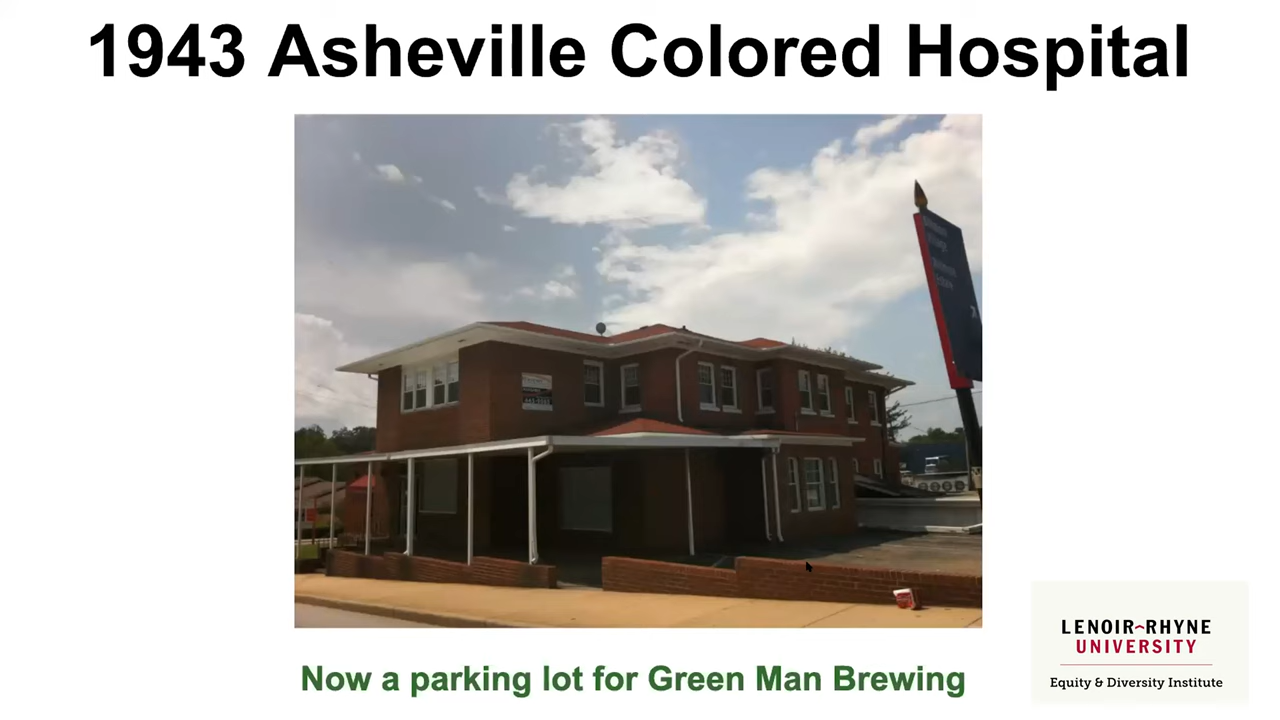 1943 Asheville Colored Hospital
Now a parking lot for Green Man Brewing
LENOIR-RHYNE
UNIVERSITY
Equity & Diversity Institute